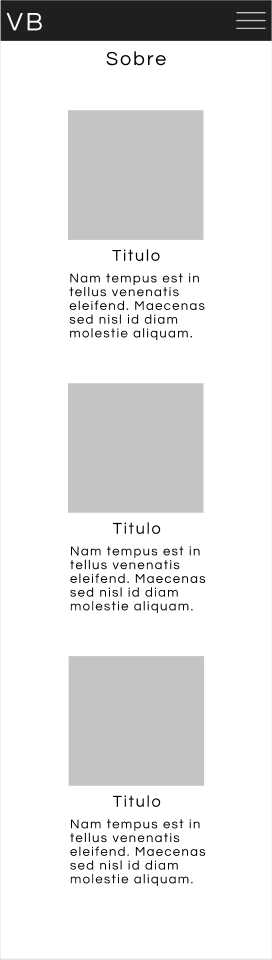 VB
Sobre
Titulo
Nam tempus est in
tellus venenatis
eleifend. Maecenas
sed nisl id diam
molestie aliquam.
Titulo
Nam tempus est in
tellus venenatis
eleifend. Maecenas
sed nisl id diam
molestie aliquam.
Titulo
Nam tempus est in
tellus venenatis
eleifend. Maecenas
sed nisl id diam
molestie aliquam.